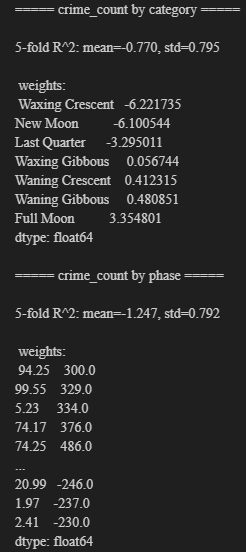 ===== crime_count by category =====
5-fold R^2: mean=-0.770, std=0.795
weights:
Waxing Crescent -6.221735
New Moon -6.100544
Last Quarter -3.295011
Waxing Gibbous 0.056744
Waning Crescent 0.412315
Waning Gibbous 0.480851
Full Moon 3.354801
dtype: float64
===== crime_count by phase =====
5-fold R^2: mean=-1.247, std=0.792
weights:
94.25 300.0
99.55 329.0
5.23 334.0
74.17 376.0
74.25 486.0
...
20.99 -246.0
1.97 -237.0
2.41 -230.0
dtype: float64